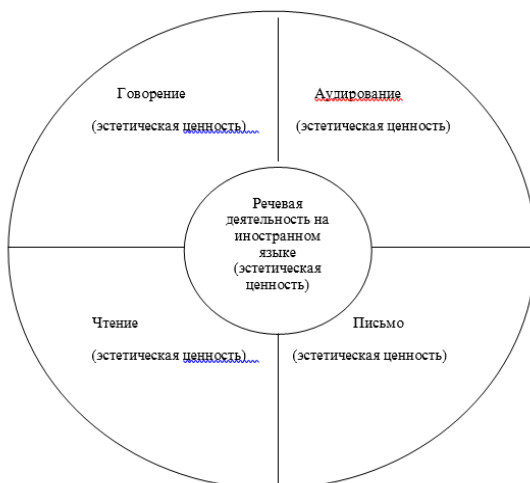 Говорение
(эстетическая ценность)
Аудирование
(эстетическая ценность)
Речевая
деятельность на
иностранном
языке
(эстетическая
ценность)
Чтение
(эстетическая ценность)
Письмо
(эстетическая ценность)